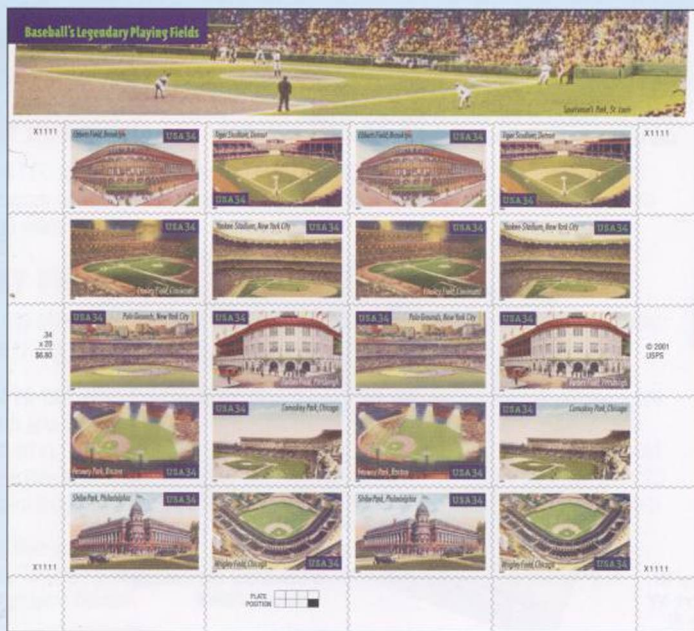 Baseball's Legendary Playing Fields
Sportsman's Park, St. Louis
X1111
X1111
Ebbets Field, Brooklyn
USA34
Tiger Stadium, Detroit
USA34
Ebbets Field, Brooklyn
USA34
Tiger Stadium, Detroit
USA34
USA34
Crosley Field, Cincinnati
Yankee Stadium, New York City
USA34
USA34
Crosley Field, Cincinnati
Yankee Stadium, New York City
USA34
.34
x 20
$6.80
Polo Grounds, New York City
USA34
USA34
Forbes Field, Pittsburgh
Polo Grounds, New York City
USA34
USA34
Forbes Field, Pittsburgh
© 2001
USPS
Fenway Park, Boston
USA34
USA34
Comiskey Park, Chicago
Fenway Park, Boston
USA34
USA34
Comiskey Park, Chicago
Shibe Park, Philadelphia
USA34
Wrigley Field, Chicago
USA34
Shibe Park, Philadelphia
USA34
Wrigley Field, Chicago
USA34
X1111
X1111
PLATE
POSITION